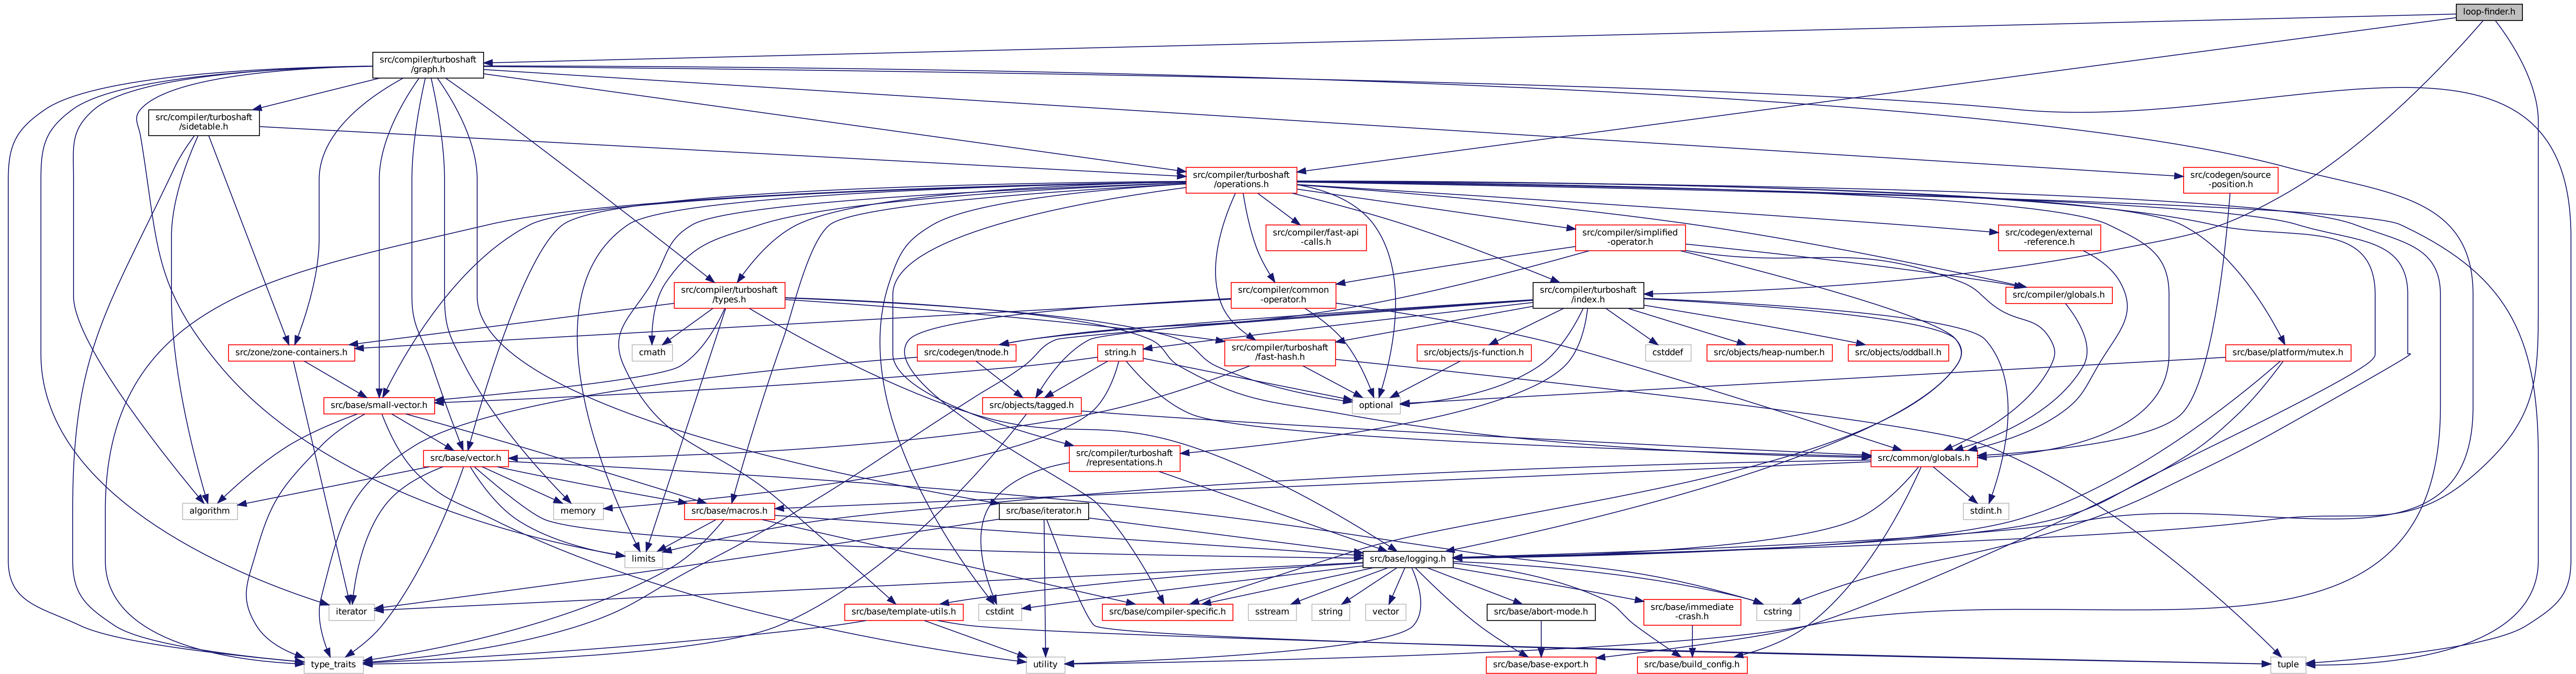 loop-finder.h
src/compiler/turboshaft
/graph.h
src/compiler/turboshaft
/sidetable.h
src/compiler/turboshaft
/operations.h
src/codegen/source
-position.h
src/compiler/fast-api
-calls.h
src/compiler/simplified
-operator.h
src/codegen/external
-reference.h
src/compiler/turboshaft
/types.h
src/compiler/common
-operator.h
src/compiler/turboshaft
/index.h
src/compiler/globals.h
src/zone/zone-containers.h
cmath
src/codegen/tnode.h
string.h
src/compiler/turboshaft
/fast-hash.h
src/objects/js-function.h
cstddef
src/objects/heap-number.h
src/objects/oddball.h
src/base/platform/mutex.h
src/base/small-vector.h
src/objects/tagged.h
optional
src/base/vector.h
src/compiler/turboshaft
/representations.h
src/common/globals.h
algorithm
memory
src/base/macros.h
src/base/iterator.h
stdint.h
limits
src/base/logging.h
iterator
src/base/template-utils.h
cstdint
src/base/compiler-specific.h
sstream
string
vector
src/base/abort-mode.h
src/base/immediate
-crash.h
cstring
type_traits
utility
src/base/base-export.h
src/base/build_config.h
tuple